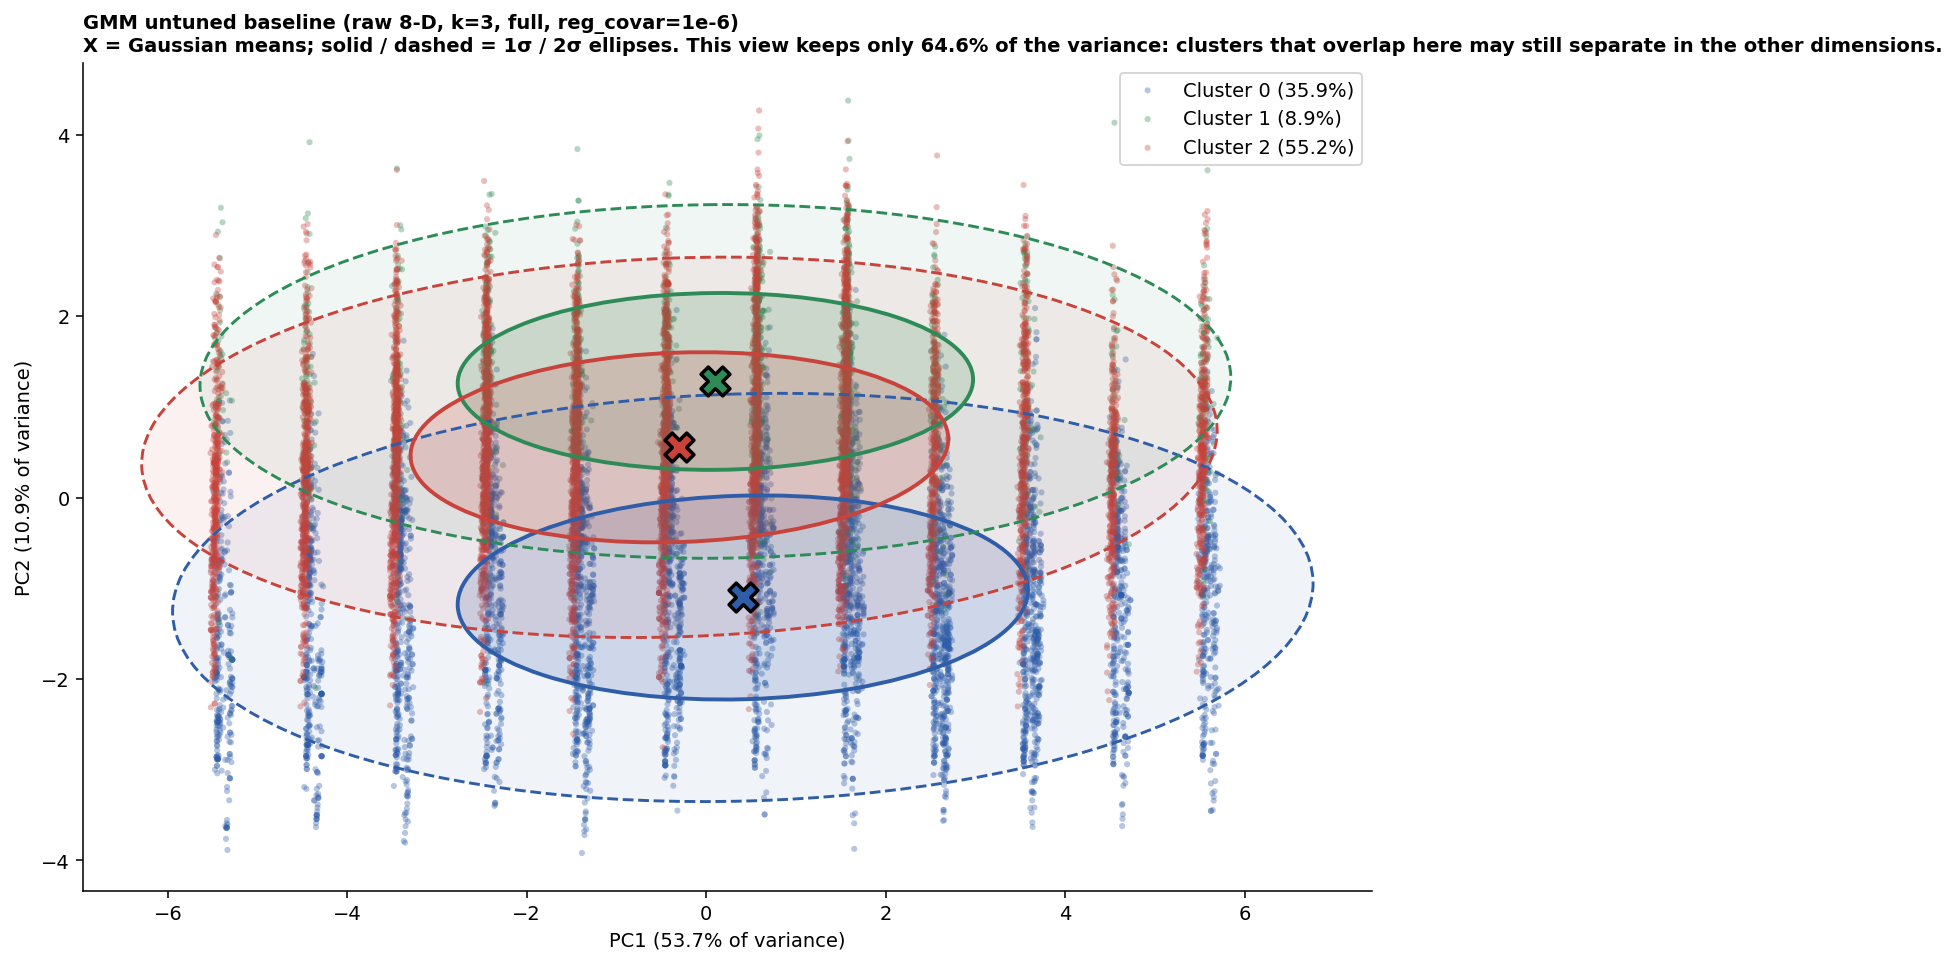 GMM untuned baseline (raw 8-D, k=3, full, reg_covar=1e-6)
X = Gaussian means; solid / dashed = 1σ / 2σ ellipses. This view keeps only 64.6% of the variance: clusters that overlap here may still separate in the other dimensions.
Cluster 0 (35.9%)
Cluster 1 (8.9%)
Cluster 2 (55.2%)
PC2 (10.9% of variance)
4
2
0
−2
−4
−6
−4
−2
0
2
4
6
PC1 (53.7% of variance)